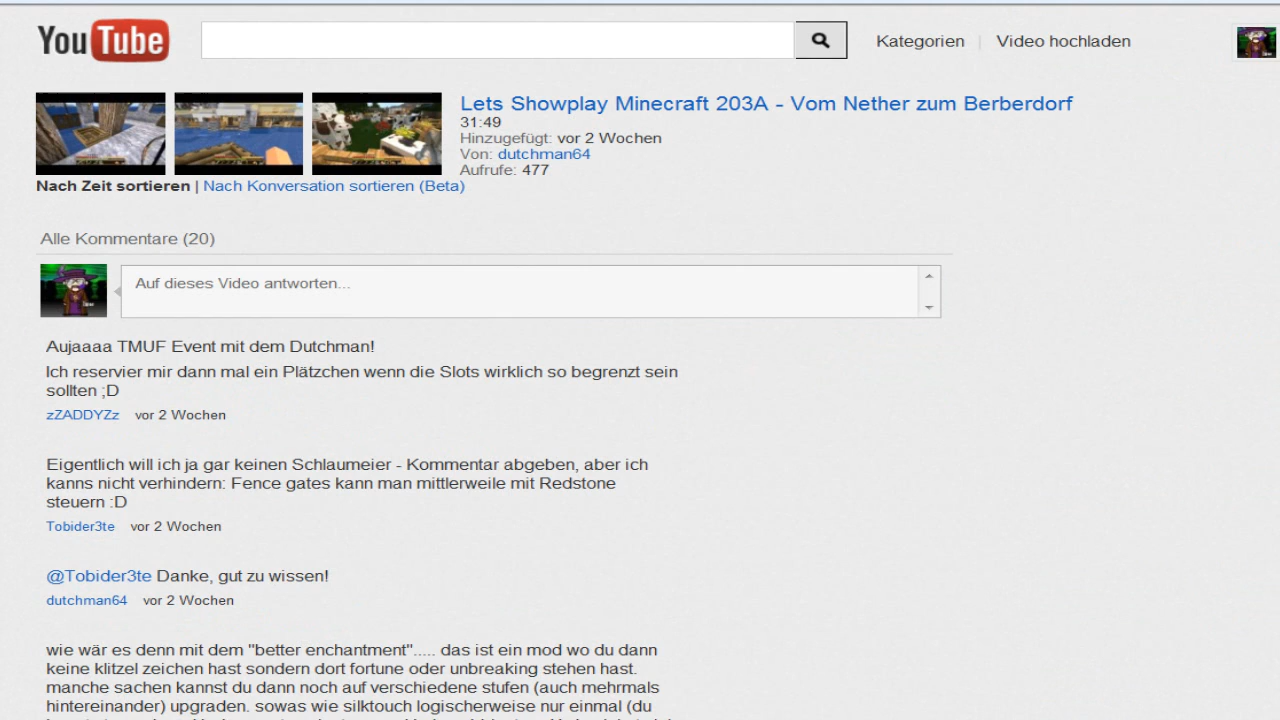 YouTube
Kategorien | Video hochladen
Lets Showplay Minecraft 203A - Vom Nether zum Berberdorf
31:49
Hinzugefügt: vor 2 Wochen
Von: dutchman64
Aufrufe: 477
Nach Zeit sortieren | Nach Konversation sortieren (Beta)
Alle Kommentare (20)
Auf dieses Video antworten...
Aujaaaa TMUF Event mit dem Dutchman!
Ich reservier mir dann mal ein Plätzchen wenn die Slots wirklich so begrenzt sein
sollten ;D
zZADDYZz vor 2 Wochen
Eigentlich will ich ja gar keinen Schlaumeier - Kommentar abgeben, aber ich
kanns nicht verhindern: Fence gates kann man mittlerweile mit Redstone
steuern :D
Tobider3te vor 2 Wochen
@Tobider3te Danke, gut zu wissen!
dutchman64 vor 2 Wochen
wie wär es denn mit dem "better enchantment"..... das ist ein mod wo du dann
keine klitzel zeichen hast sondern dort fortune oder unbreaking stehen hast.
manche sachen kannst du dann noch auf verschiedene stufen (auch mehrmals
hintereinander) upgraden. sowas wie silktouch logischerweise nur einmal (du